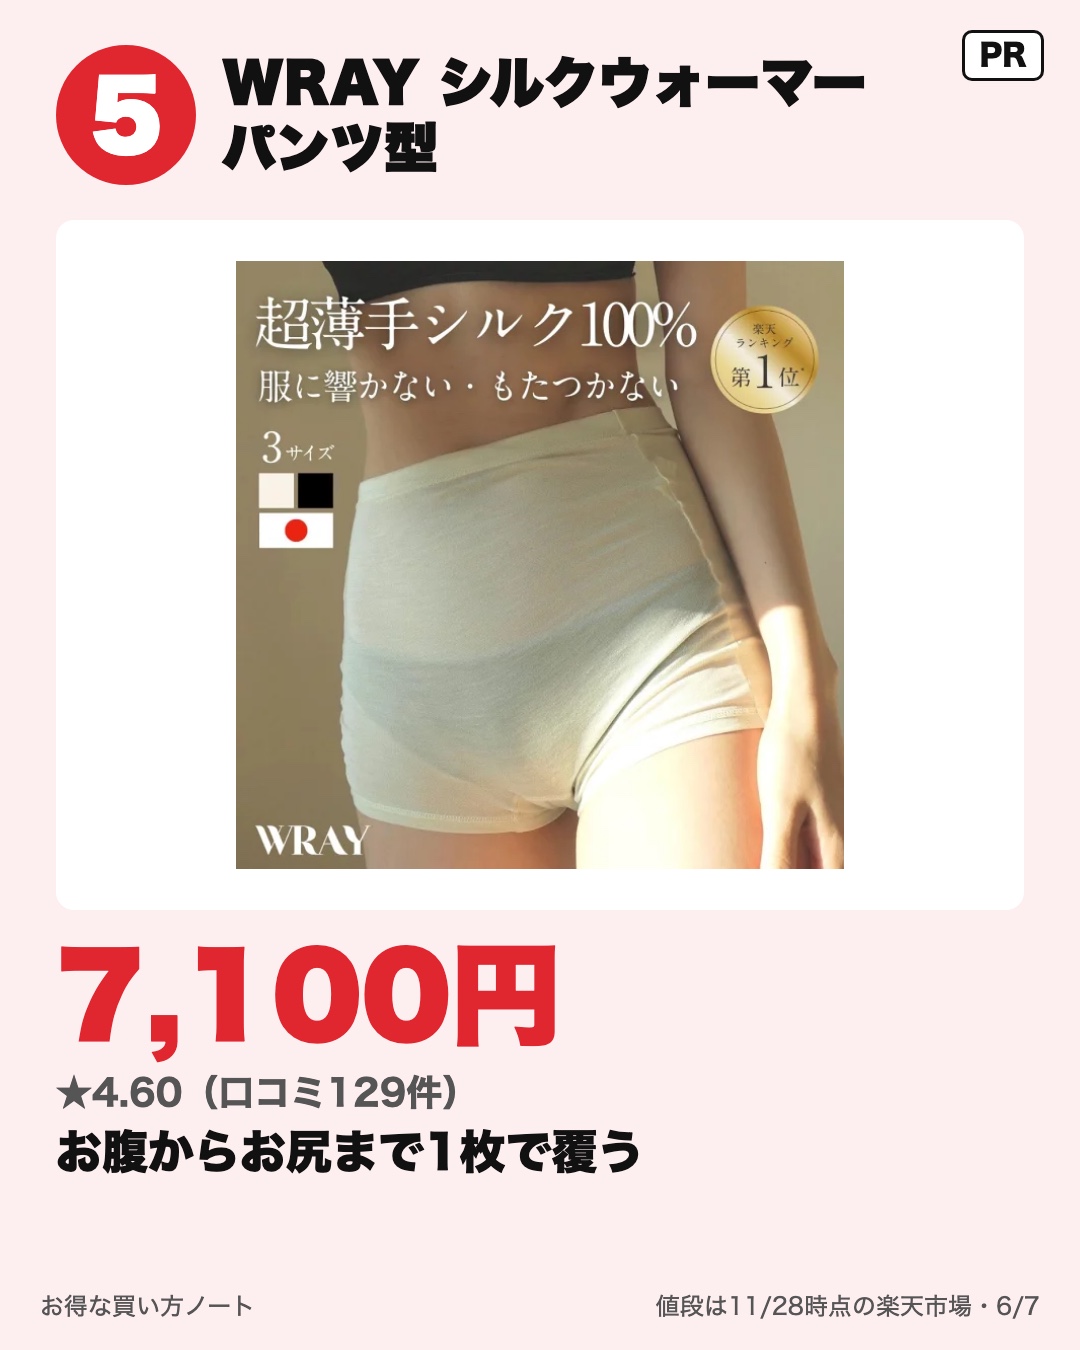 5
WRAY シルクウォーマー
パンツ型
PR
超薄手シルク100%
服に響かない・もたつかない
楽天
ランキング
第1位*
3サイズ
WRAY
7,100円
★4.60（口コミ129件）
お腹からお尻まで1枚で覆う
お得な買い方ノート
値段は11/28時点の楽天市場・6/7